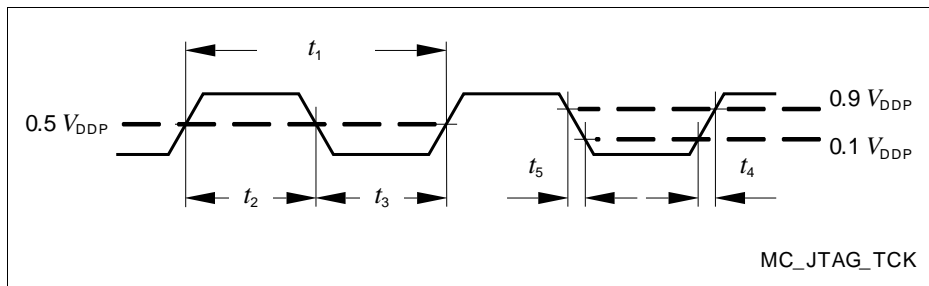 t1
0.9 VDDP
0.5 VDDP
0.1 VDDP
t5
t4
t2
t3
MC_JTAG_TCK